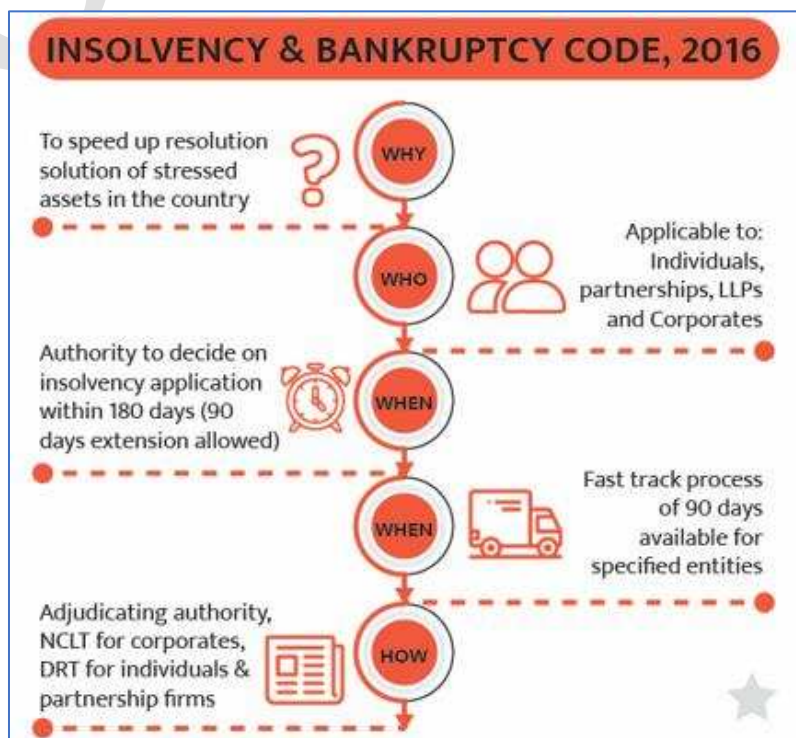 INSOLVENCY & BANKRUPTCY CODE, 2016
WHY
To speed up resolution
solution of stressed
assets in the country
WHO
Applicable to:
Individuals,
partnerships, LLPs
and Corporates
WHEN
Authority to decide on
insolvency application
within 180 days (90
days extension allowed)
WHEN
Fast track process
of 90 days
available for
specified entities
HOW
Adjudicating authority,
NCLT for corporates,
DRT for individuals &
partnership firms